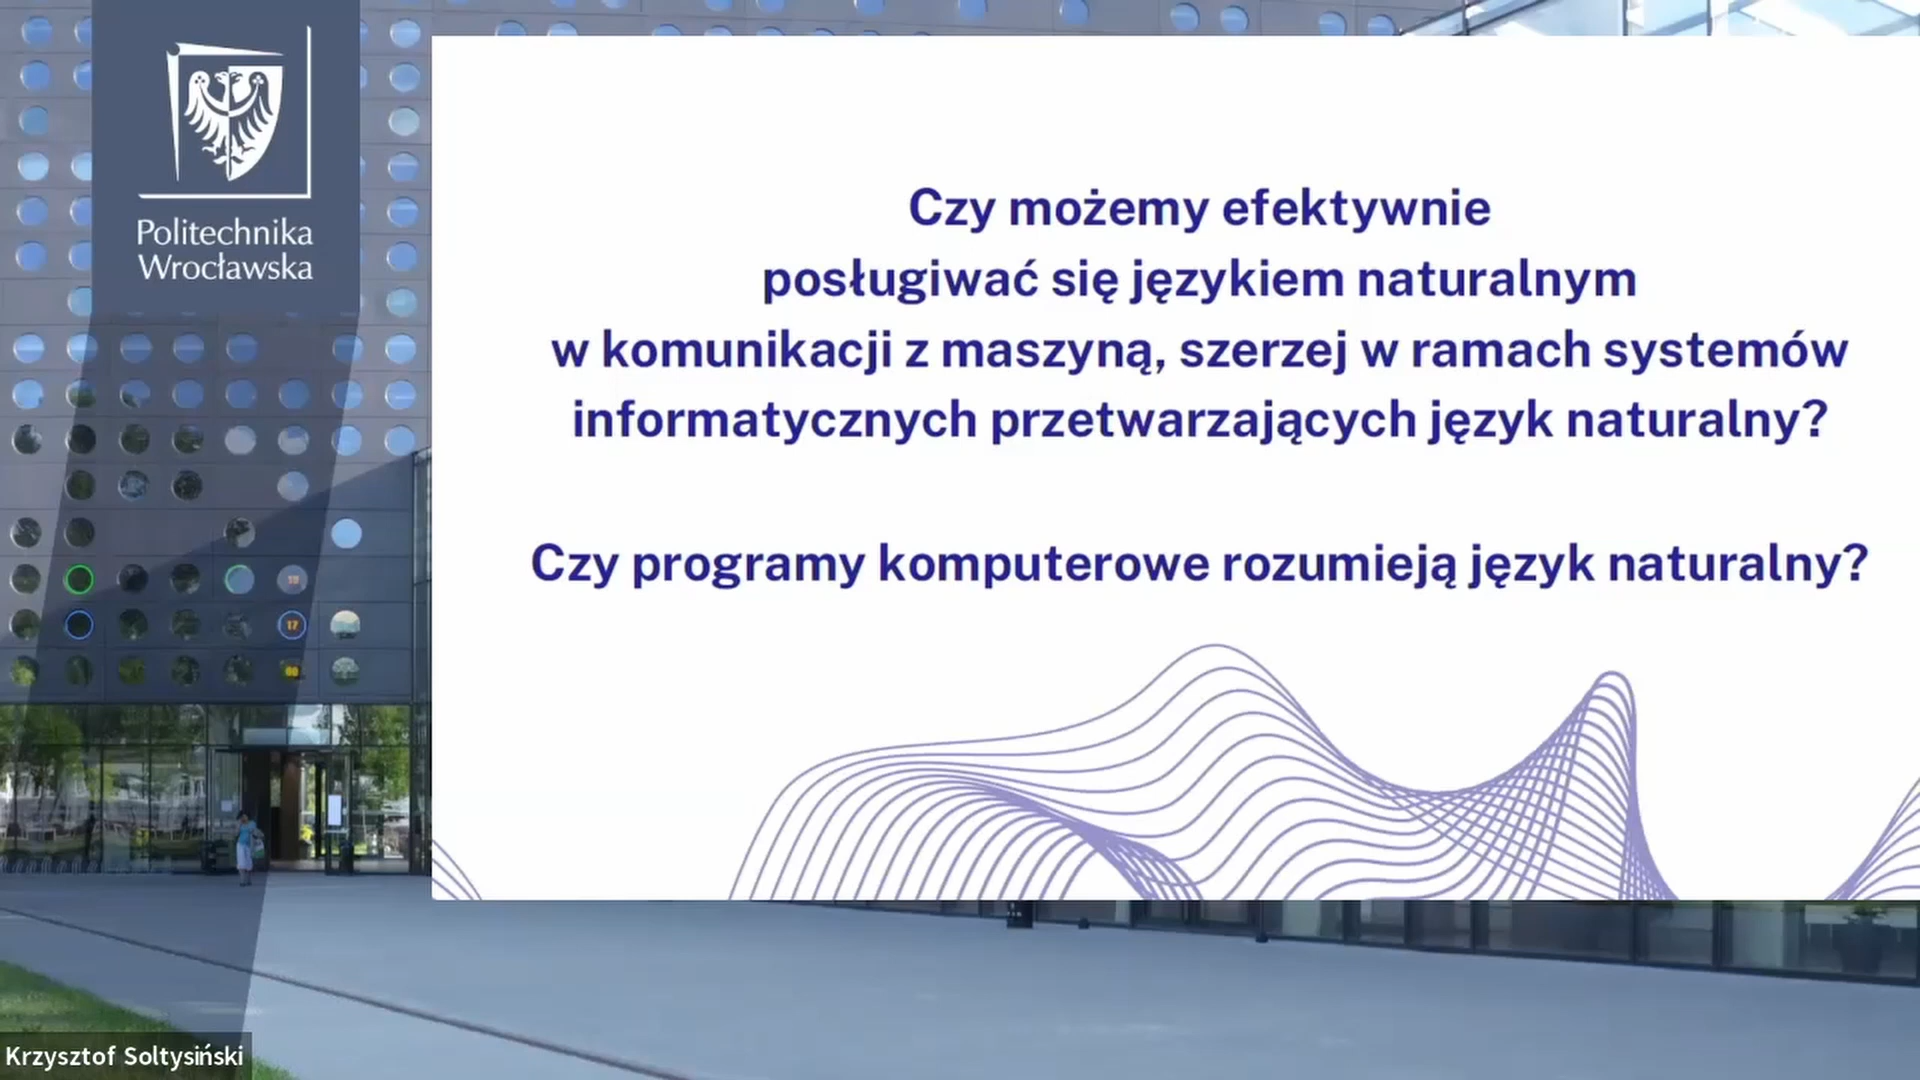 Politechnika
Wrocławska
Czy możemy efektywnie
posługiwać się językiem naturalnym
w komunikacji z maszyną, szerzej w ramach systemów
informatycznych przetwarzających język naturalny?
Czy programy komputerowe rozumieją język naturalny?
17
Krzysztof Soltysiński